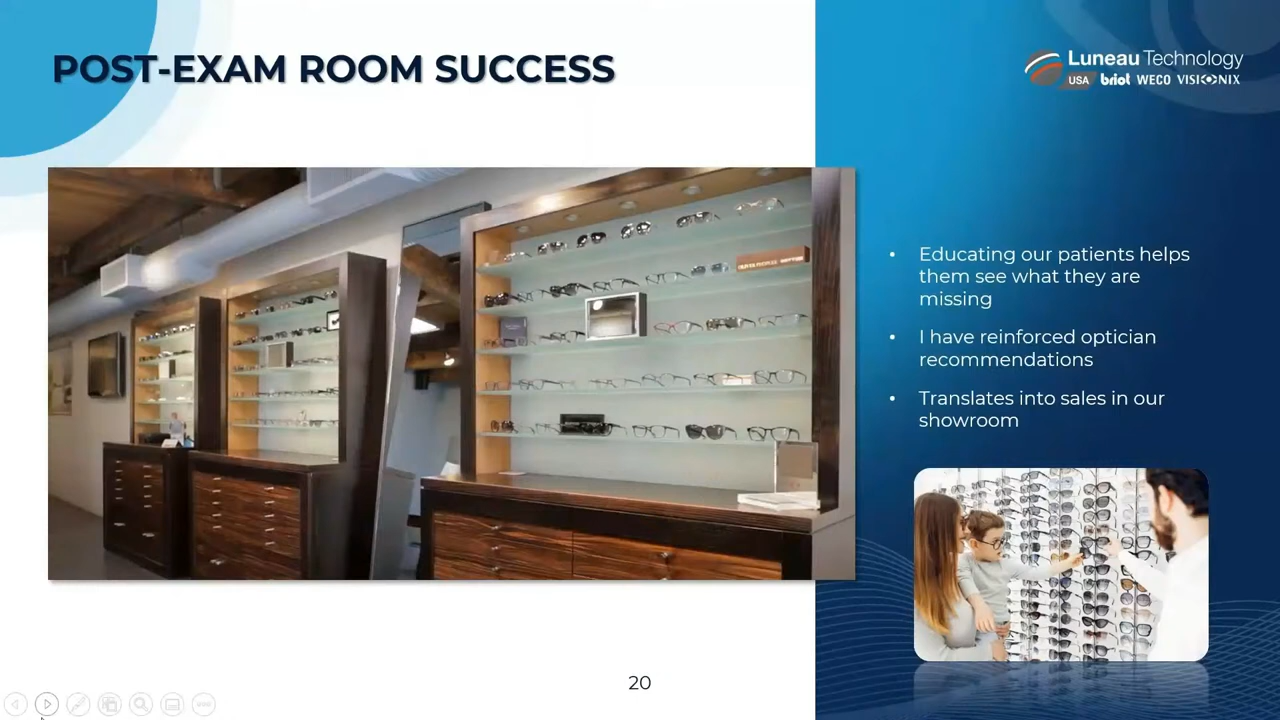 POST-EXAM ROOM SUCCESS
Luneau Technology
USA briot WECO VISIONIX
• Educating our patients helps
them see what they are
missing
• I have reinforced optician
recommendations
• Translates into sales in our
showroom
20